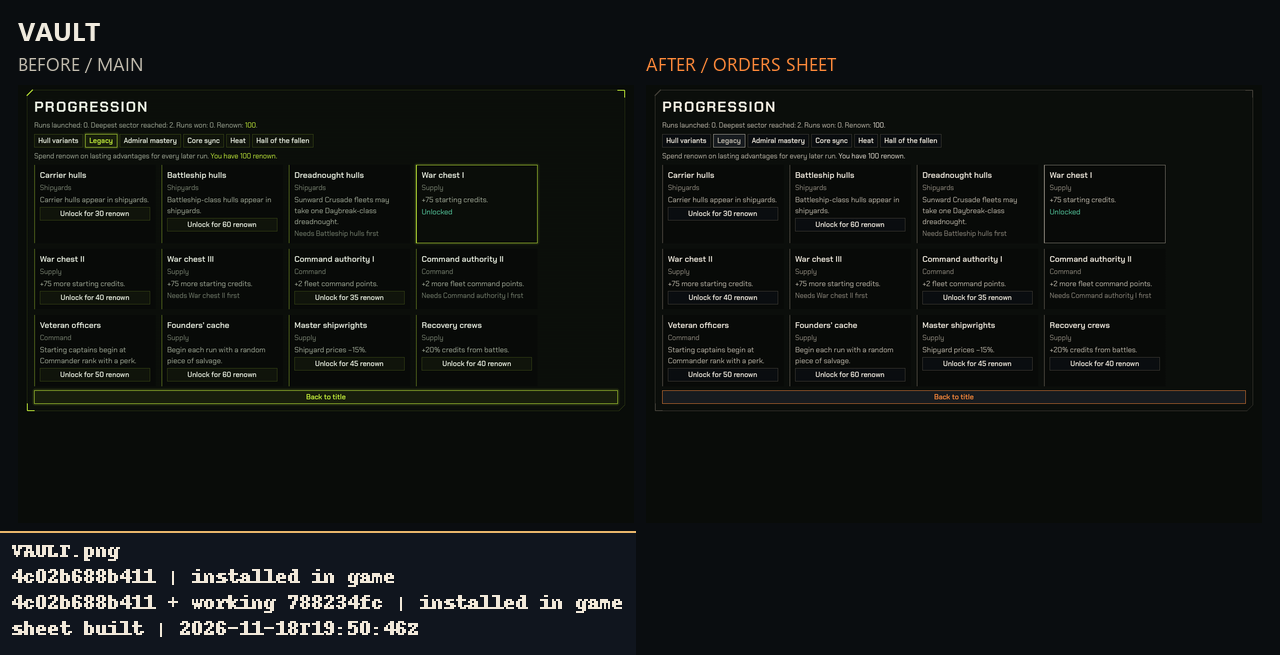 VAULT
BEFORE / MAIN
PROGRESSION
Runs launched: 0. Deepest sector reached: 2. Runs won: 0. Renown: 100.
Hull variants
Legacy
Admiral mastery
Core sync
Heat
Hall of the fallen
Spend renown on lasting advantages for every later run. You have 100 renown.
Carrier hulls
Shipyards
Carrier hulls appear in shipyards.
Unlock for 30 renown
Battleship hulls
Shipyards
Battleship-class hulls appear in
shipyards.
Unlock for 60 renown
Dreadnought hulls
Shipyards
Sunward Crusade fleets may
take one Daybreak-class
dreadnought.
Needs Battleship hulls first
War chest I
Supply
+75 starting credits.
Unlocked
War chest II
Supply
+75 more starting credits.
Unlock for 40 renown
War chest III
Supply
+75 more starting credits.
Needs War chest II first
Command authority I
Command
+2 fleet command points.
Unlock for 35 renown
Command authority II
Command
+2 more fleet command points.
Needs Command authority I first
Veteran officers
Command
Starting captains begin at
Commander rank with a perk.
Unlock for 50 renown
Founders' cache
Supply
Begin each run with a random
piece of salvage.
Unlock for 60 renown
Master shipwrights
Supply
Shipyard prices -15%.
Unlock for 45 renown
Recovery crews
Supply
+20% credits from battles.
Unlock for 40 renown
Back to title
AFTER / ORDERS SHEET
PROGRESSION
Runs launched: 0. Deepest sector reached: 2. Runs won: 0. Renown: 100.
Hull variants
Legacy
Admiral mastery
Core sync
Heat
Hall of the fallen
Spend renown on lasting advantages for every later run. You have 100 renown.
Carrier hulls
Shipyards
Carrier hulls appear in shipyards.
Unlock for 30 renown
Battleship hulls
Shipyards
Battleship-class hulls appear in
shipyards.
Unlock for 60 renown
Dreadnought hulls
Shipyards
Sunward Crusade fleets may
take one Daybreak-class
dreadnought.
Needs Battleship hulls first
War chest I
Supply
+75 starting credits.
Unlocked
War chest II
Supply
+75 more starting credits.
Unlock for 40 renown
War chest III
Supply
+75 more starting credits.
Needs War chest II first
Command authority I
Command
+2 fleet command points.
Unlock for 35 renown
Command authority II
Command
+2 more fleet command points.
Needs Command authority I first
Veteran officers
Command
Starting captains begin at
Commander rank with a perk.
Unlock for 50 renown
Founders' cache
Supply
Begin each run with a random
piece of salvage.
Unlock for 60 renown
Master shipwrights
Supply
Shipyard prices -15%.
Unlock for 45 renown
Recovery crews
Supply
+20% credits from battles.
Unlock for 40 renown
Back to title
VAULT.png
4c02b688b411 | installed in game
4c02b688b411 + working 788234fc | installed in game
sheet built | 2026-11-18T19:50:46Z